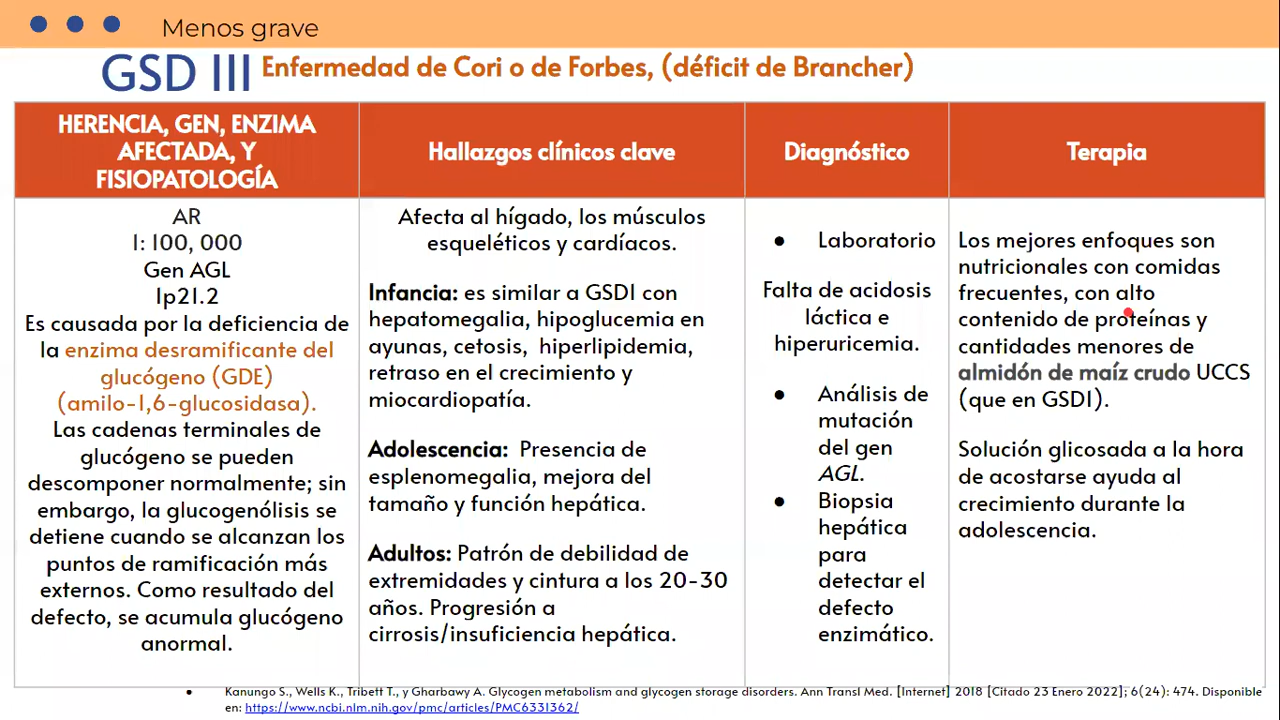 Menos grave
GSD III Enfermedad de Cori o de Forbes, (déficit de Brancher)
HERENCIA, GEN, ENZIMA
AFECTADA, Y
FISIOPATOLOGÍA
Hallazgos clínicos clave
Diagnóstico
Terapia
AR
1: 100, 000
Gen AGL
1p21.2
Es causada por la deficiencia de
la enzima desramificante del
glucógeno (GDE)
(amilo-1,6-glucosidasa).
Las cadenas terminales de
glucógeno se pueden
descomponer normalmente; sin
embargo, la glucogenólisis se
detiene cuando se alcanzan los
puntos de ramificación más
externos. Como resultado del
defecto, se acumula glucógeno
anormal.
Afecta al hígado, los músculos
esqueléticos y cardíacos.
Infancia: es similar a GSD1 con
hepatomegalia, hipoglucemia en
ayunas, cetosis, hiperlipidemia,
retraso en el crecimiento y
miocardiopatía.
Adolescencia: Presencia de
esplenomegalia, mejora del
tamaño y función hepática.
Adultos: Patrón de debilidad de
extremidades y cintura a los 20-30
años. Progresión a
cirrosis/insuficiencia hepática.
● Laboratorio
Falta de acidosis
láctica e
hiperuricemia.
● Análisis de
mutación
del gen
AGL.
● Biopsia
hepática
para
detectar el
defecto
enzimático.
Los mejores enfoques son
nutricionales con comidas
frecuentes, con alto
contenido de proteínas y
cantidades menores de
almidón de maíz crudo UCCS
(que en GSD1).
Solución glicosada a la hora
de acostarse ayuda al
crecimiento durante la
adolescencia.
● Kanungo S., Wells K., Tribett T., y Gharbawy A. Glycogen metabolism and glycogen storage disorders. Ann Transl Med. [Internet] 2018 [Citado 23 Enero 2022]; 6(24): 474. Disponible
en: https://www.ncbi.nlm.nih.gov/pmc/articles/PMC6331362/